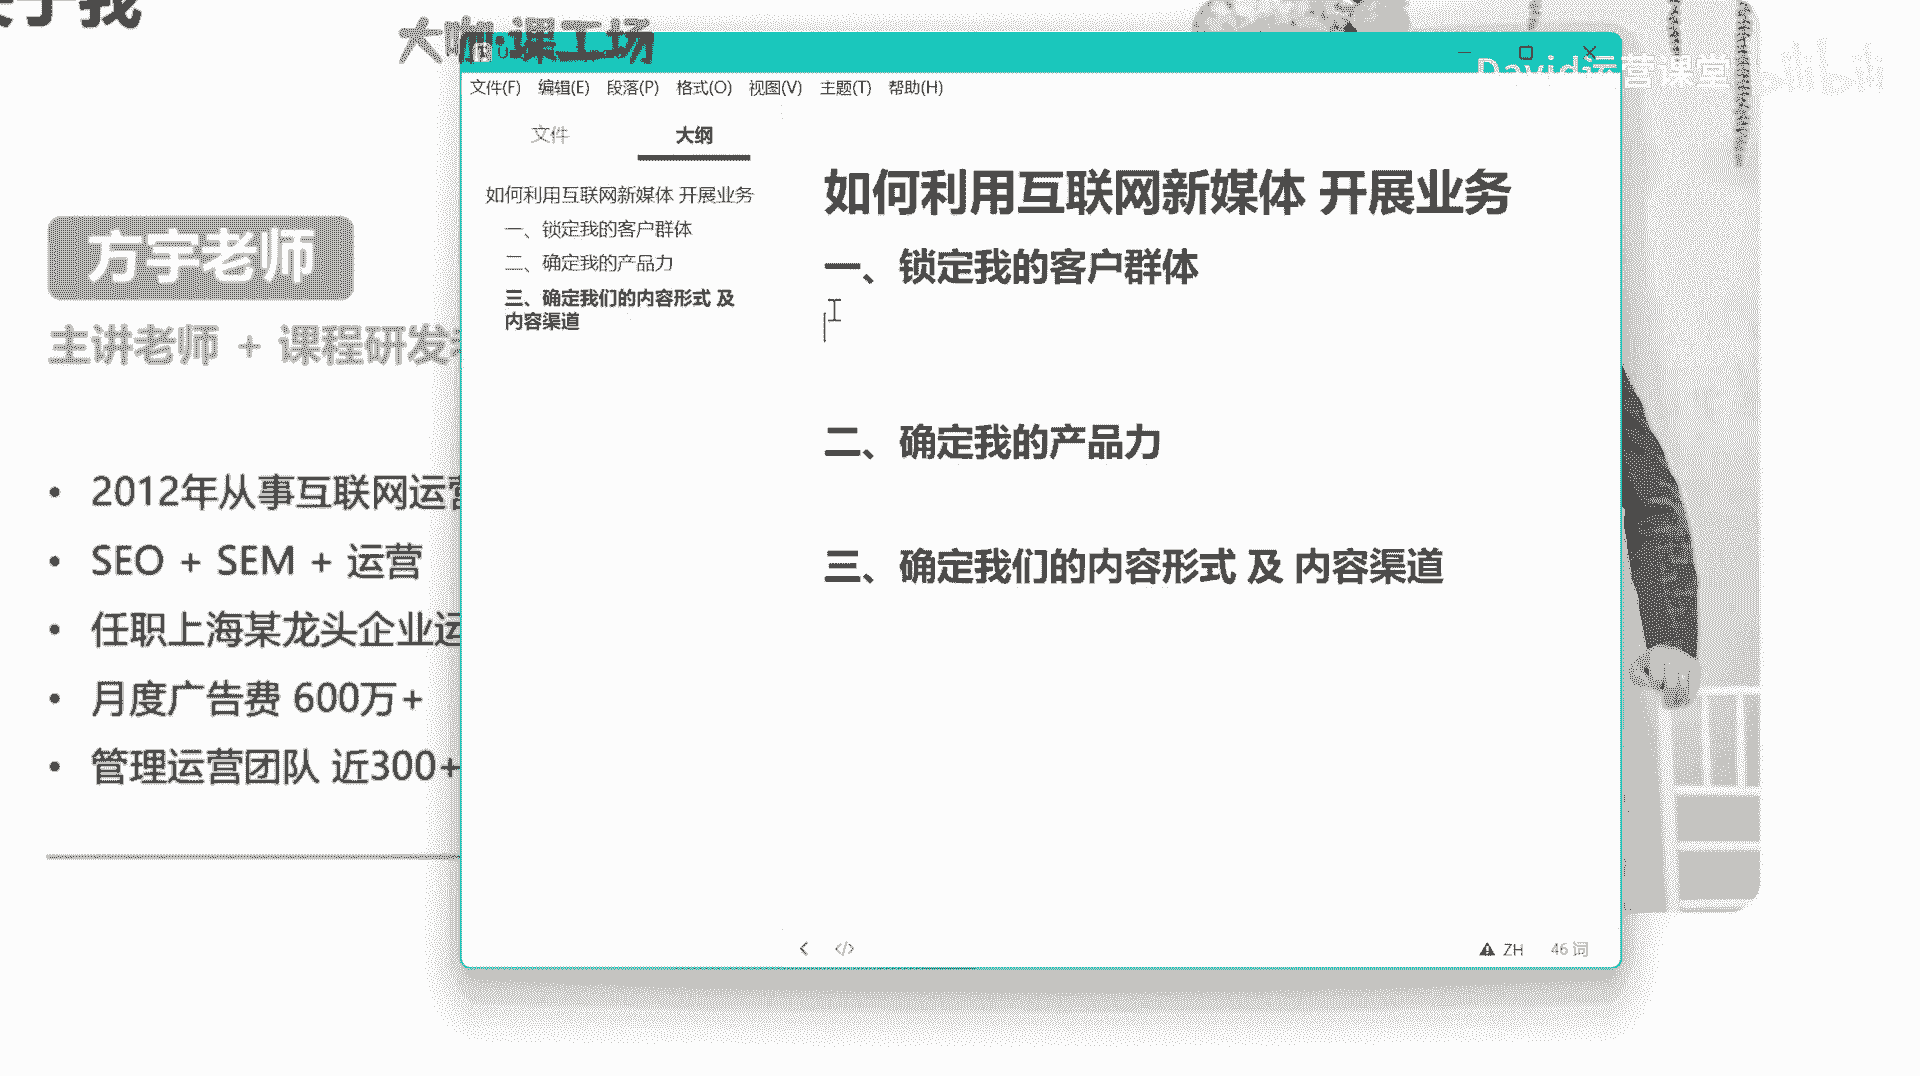 关于我
大咖·课工场
David运营课堂
bilibili
方宇老师
主讲老师 + 课程研发
• 2012年从事互联网运营
• SEO + SEM + 运营
• 任职上海某龙头企业运
• 月度广告费 600万+
• 管理运营团队 近300+
文件(F) 编辑(E) 段落(P) 格式(O) 视图(V) 主题(T) 帮助(H)
文件 大纲
如何利用互联网新媒体 开展业务
一、锁定我的客户群体
二、确定我的产品力
三、确定我们的内容形式 及
内容渠道
如何利用互联网新媒体 开展业务
一、锁定我的客户群体
二、确定我的产品力
三、确定我们的内容形式 及 内容渠道
ZH 46 词